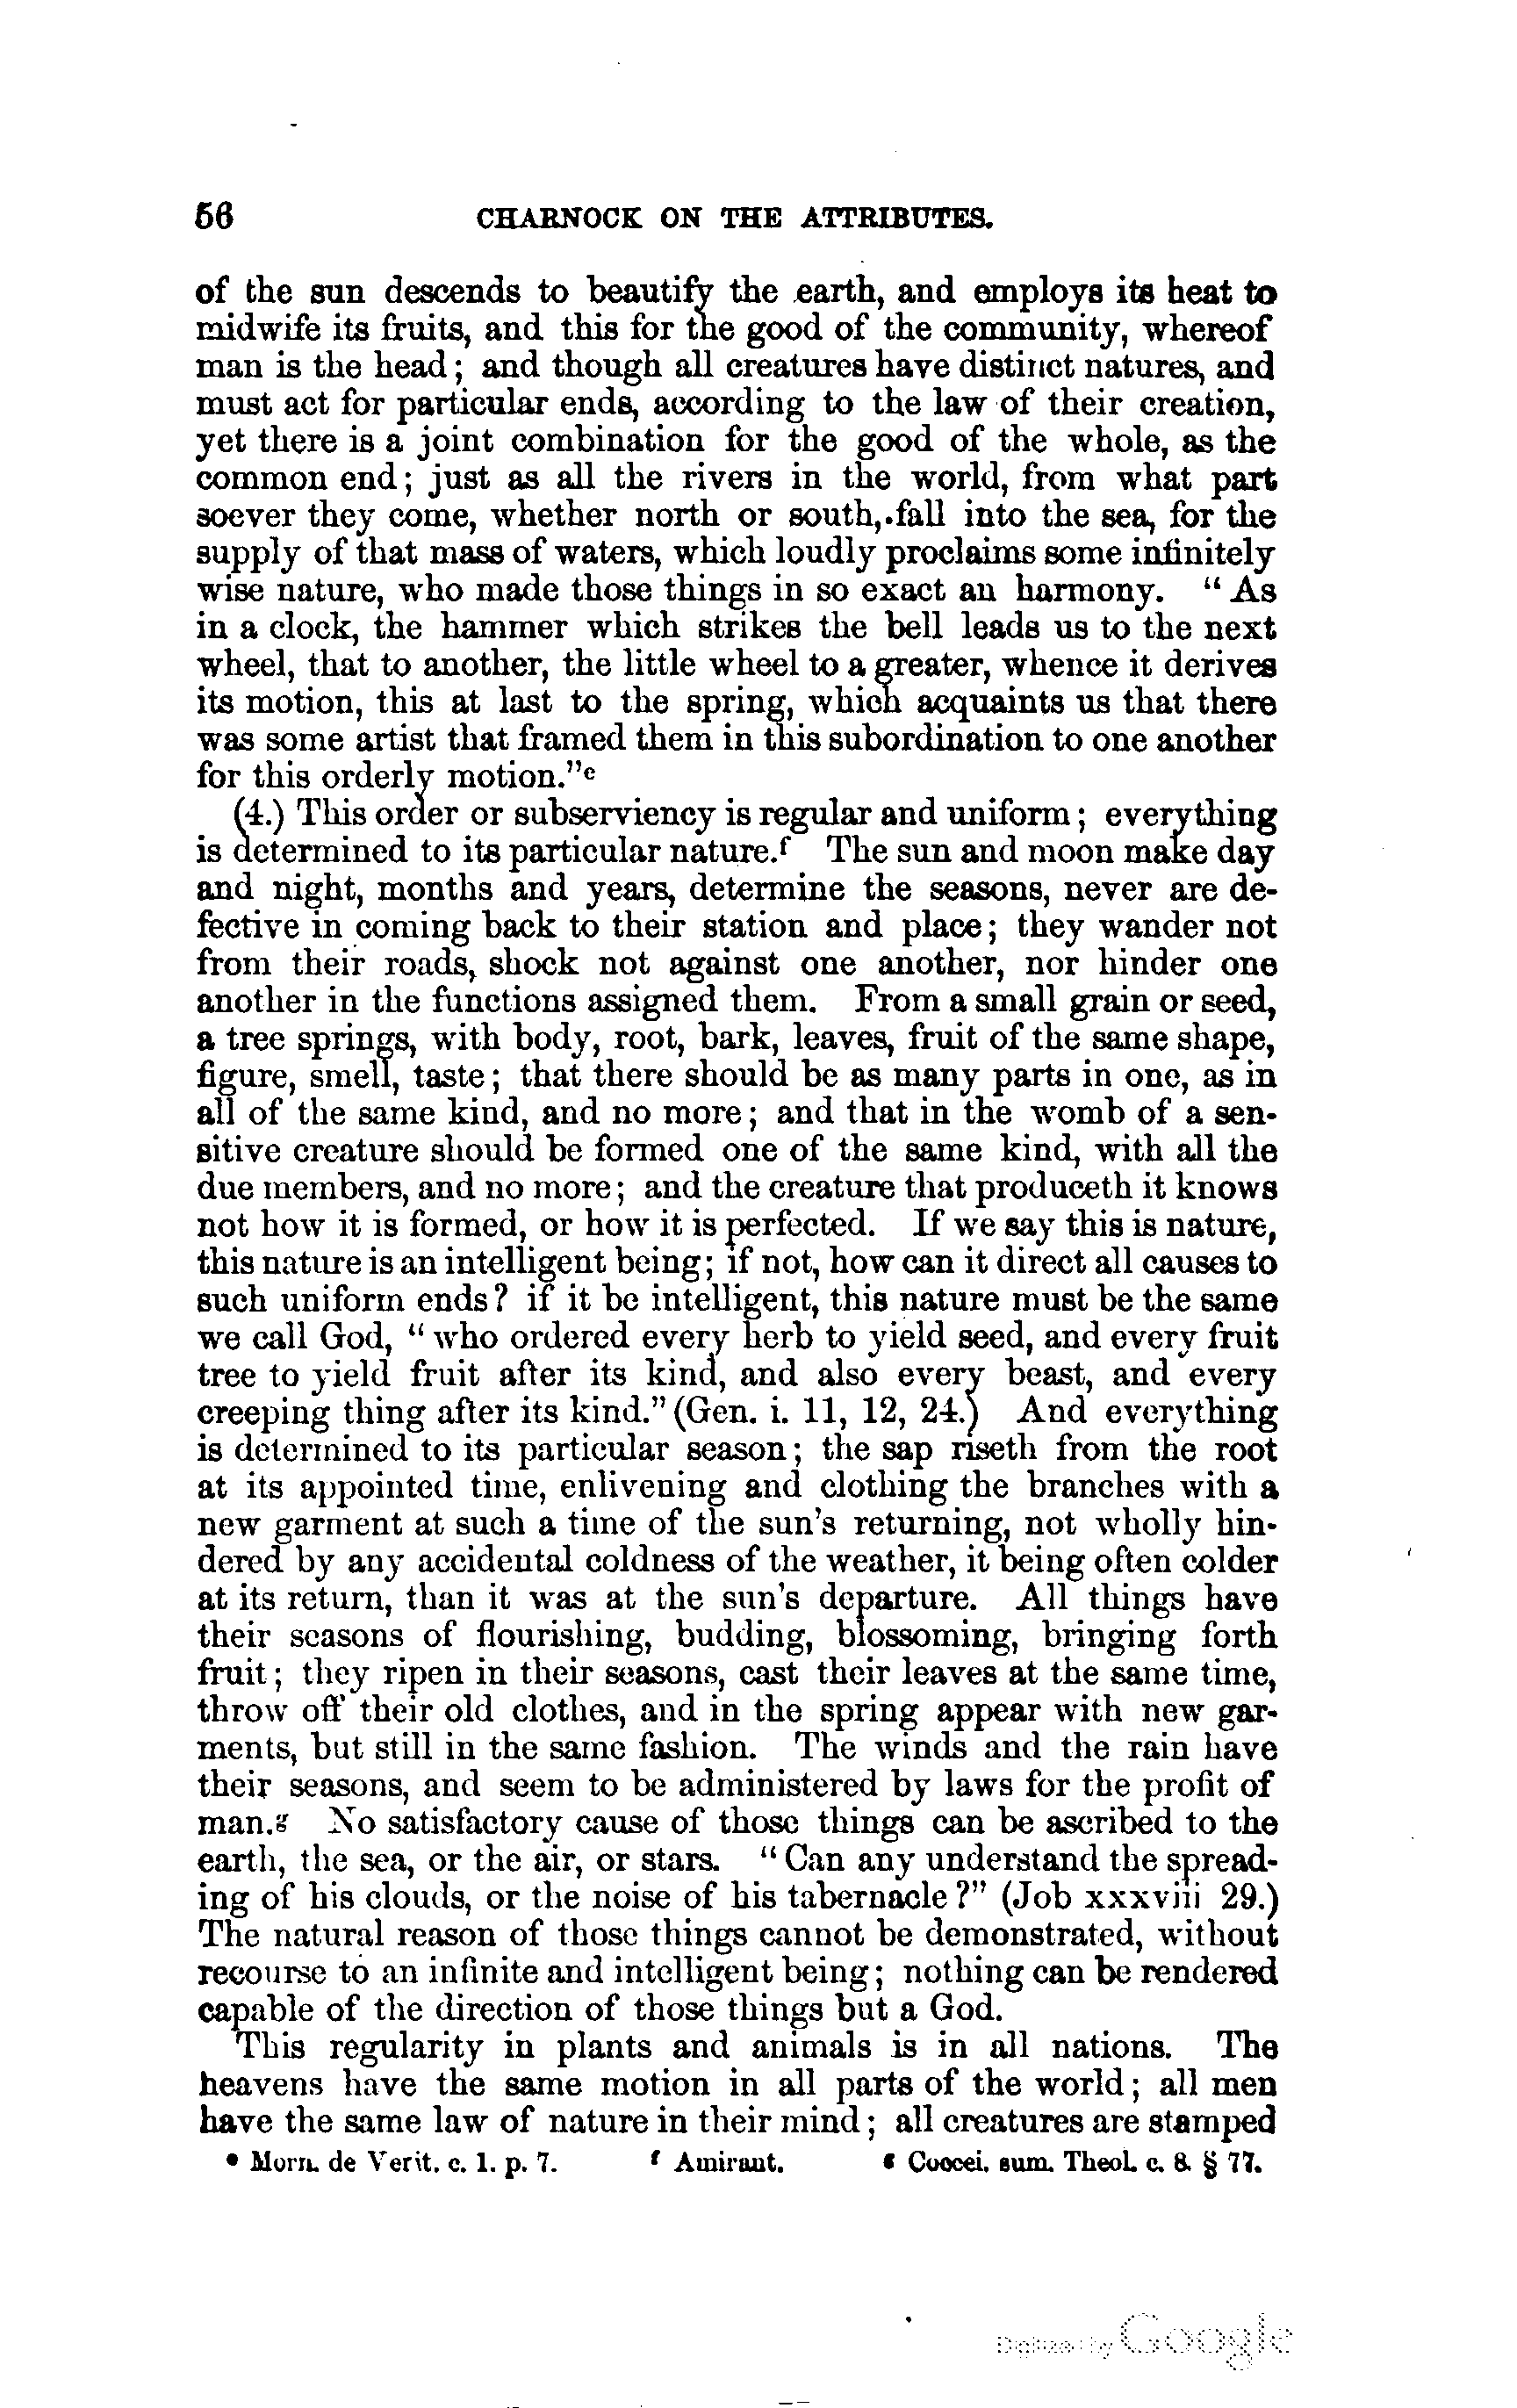 56 CHARNOCK ON THE ATTRIBUTES.
of the sun descends to beautify the earth, and employs its heat to
midwife its fruits, and this for the good of the community, whereof
man is the head; and though all creatures have distinct natures, and
must act for particular ends, according to the law of their creation,
yet there is a joint combination for the good of the whole, as the
common end; just as all the rivers in the world, from what part
soever they come, whether north or south, fall into the sea, for the
supply of that mass of waters, which loudly proclaims some infinitely
wise nature, who made those things in so exact an harmony. "As
in a clock, the hammer which strikes the bell leads us to the next
wheel, that to another, the little wheel to a greater, whence it derives
its motion, this at last to the spring, which acquaints us that there
was some artist that framed them in this subordination to one another
for this orderly motion."e
(4.) This order or subserviency is regular and uniform; everything
is determined to its particular nature.f The sun and moon make day
and night, months and years, determine the seasons, never are de-
fective in coming back to their station and place; they wander not
from their roads, shock not against one another, nor hinder one
another in the functions assigned them. From a small grain or seed,
a tree springs, with body, root, bark, leaves, fruit of the same shape,
figure, smell, taste; that there should be as many parts in one, as in
all of the same kind, and no more; and that in the womb of a sen-
sitive creature should be formed one of the same kind, with all the
due members, and no more; and the creature that produceth it knows
not how it is formed, or how it is perfected. If we say this is nature,
this nature is an intelligent being; if not, how can it direct all causes to
such uniform ends? if it be intelligent, this nature must be the same
we call God, "who ordered every herb to yield seed, and every fruit
tree to yield fruit after its kind, and also every beast, and every
creeping thing after its kind." (Gen. i. 11, 12, 24.) And everything
is determined to its particular season; the sap riseth from the root
at its appointed time, enlivening and clothing the branches with a
new garment at such a time of the sun's returning, not wholly hin-
dered by any accidental coldness of the weather, it being often colder
at its return, than it was at the sun's departure. All things have
their seasons of flourishing, budding, blossoming, bringing forth
fruit; they ripen in their seasons, cast their leaves at the same time,
throw off their old clothes, and in the spring appear with new gar-
ments, but still in the same fashion. The winds and the rain have
their seasons, and seem to be administered by laws for the profit of
man.g No satisfactory cause of those things can be ascribed to the
earth, the sea, or the air, or stars. "Can any understand the spread-
ing of his clouds, or the noise of his tabernacle?" (Job xxxviii 29.)
The natural reason of those things cannot be demonstrated, without
recourse to an infinite and intelligent being; nothing can be rendered
capable of the direction of those things but a God.
This regularity in plants and animals is in all nations. The
heavens have the same motion in all parts of the world; all men
have the same law of nature in their mind; all creatures are stamped
e Morn. de Verit. c. 1. p. 7. f Amirant. g Coccei. sum. Theol. c. 8. § 77.
Digitized by Google